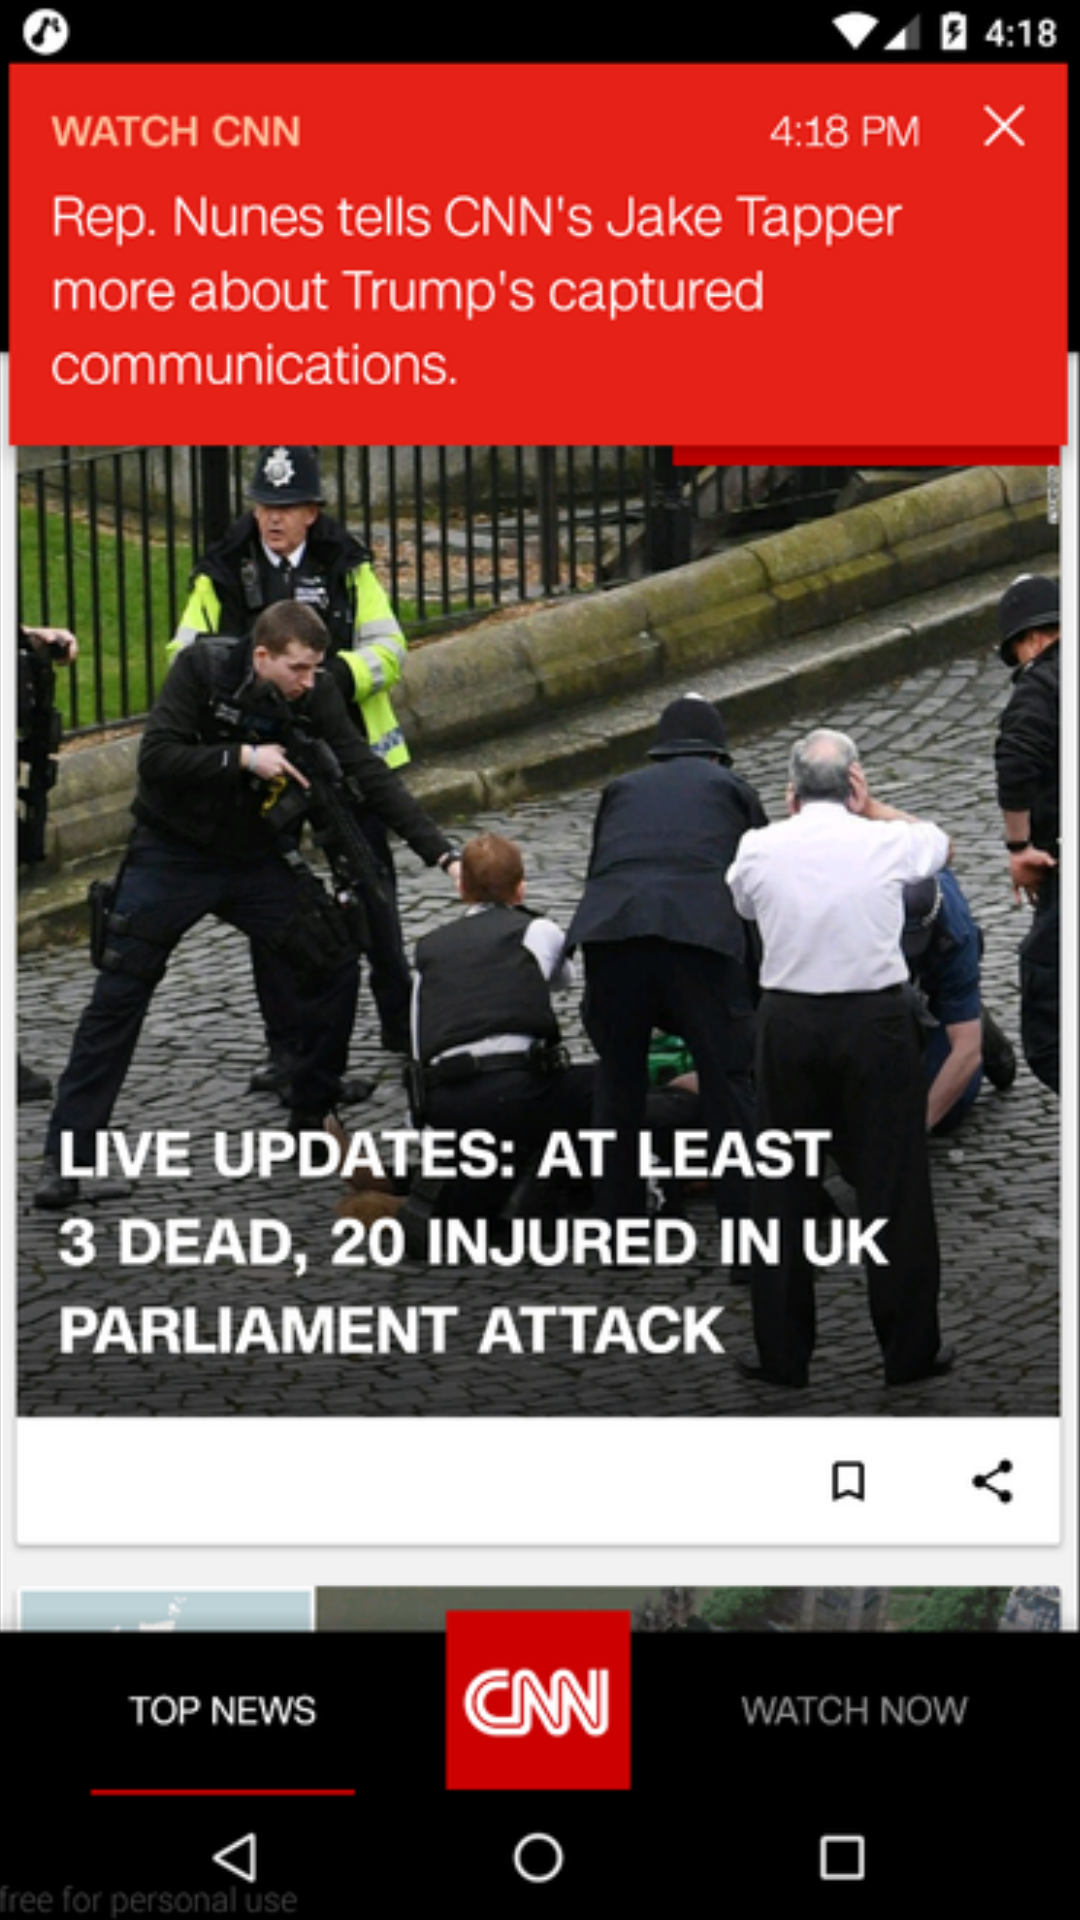 4:18
WATCH CNN
4:18 PM
Rep. Nunes tells CNN's Jake Tapper
more about Trump's captured
communications.
LIVE UPDATES: AT LEAST
3 DEAD, 20 INJURED IN UK
PARLIAMENT ATTACK
TOP NEWS
CNN
WATCH NOW
free for personal use